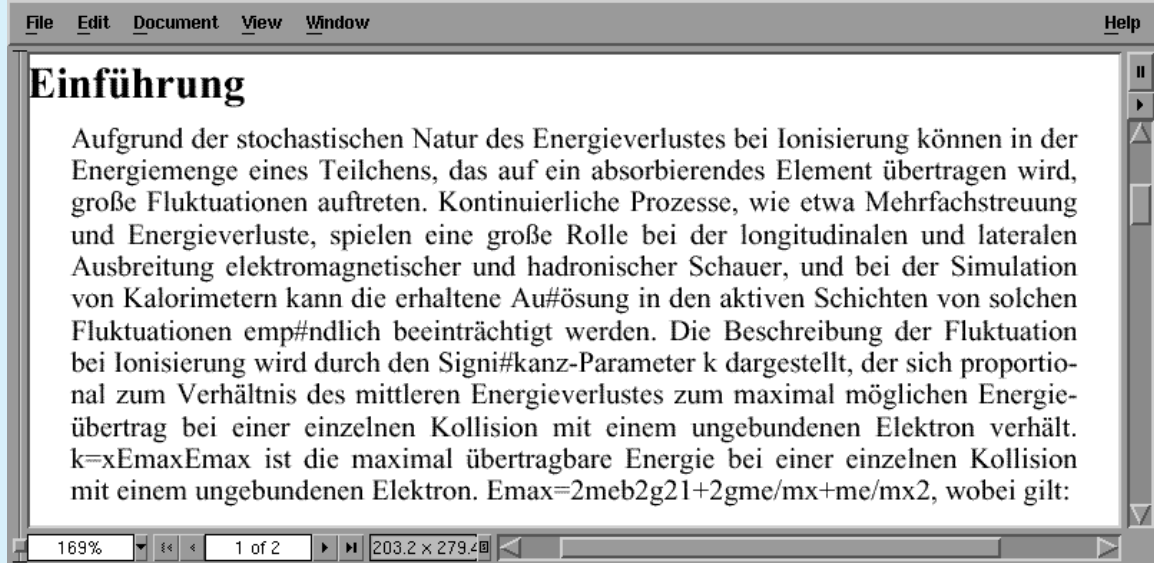 File Edit Document View Window Help
Einführung
Aufgrund der stochastischen Natur des Energieverlustes bei Ionisierung können in der
Energiemenge eines Teilchens, das auf ein absorbierendes Element übertragen wird,
große Fluktuationen auftreten. Kontinuierliche Prozesse, wie etwa Mehrfachstreuung
und Energieverluste, spielen eine große Rolle bei der longitudinalen und lateralen
Ausbreitung elektromagnetischer und hadronischer Schauer, und bei der Simulation
von Kalorimetern kann die erhaltene Au#ösung in den aktiven Schichten von solchen
Fluktuationen emp#ndlich beeinträchtigt werden. Die Beschreibung der Fluktuation
bei Ionisierung wird durch den Signi#kanz-Parameter k dargestellt, der sich proportio-
nal zum Verhältnis des mittleren Energieverlustes zum maximal möglichen Energie-
übertrag bei einer einzelnen Kollision mit einem ungebundenen Elektron verhält.
k=xEmaxEmax ist die maximal übertragbare Energie bei einer einzelnen Kollision
mit einem ungebundenen Elektron. Emax=2meb2g21+2gme/mx+me/mx2, wobei gilt:
169% 1 of 2 203.2 x 279.4